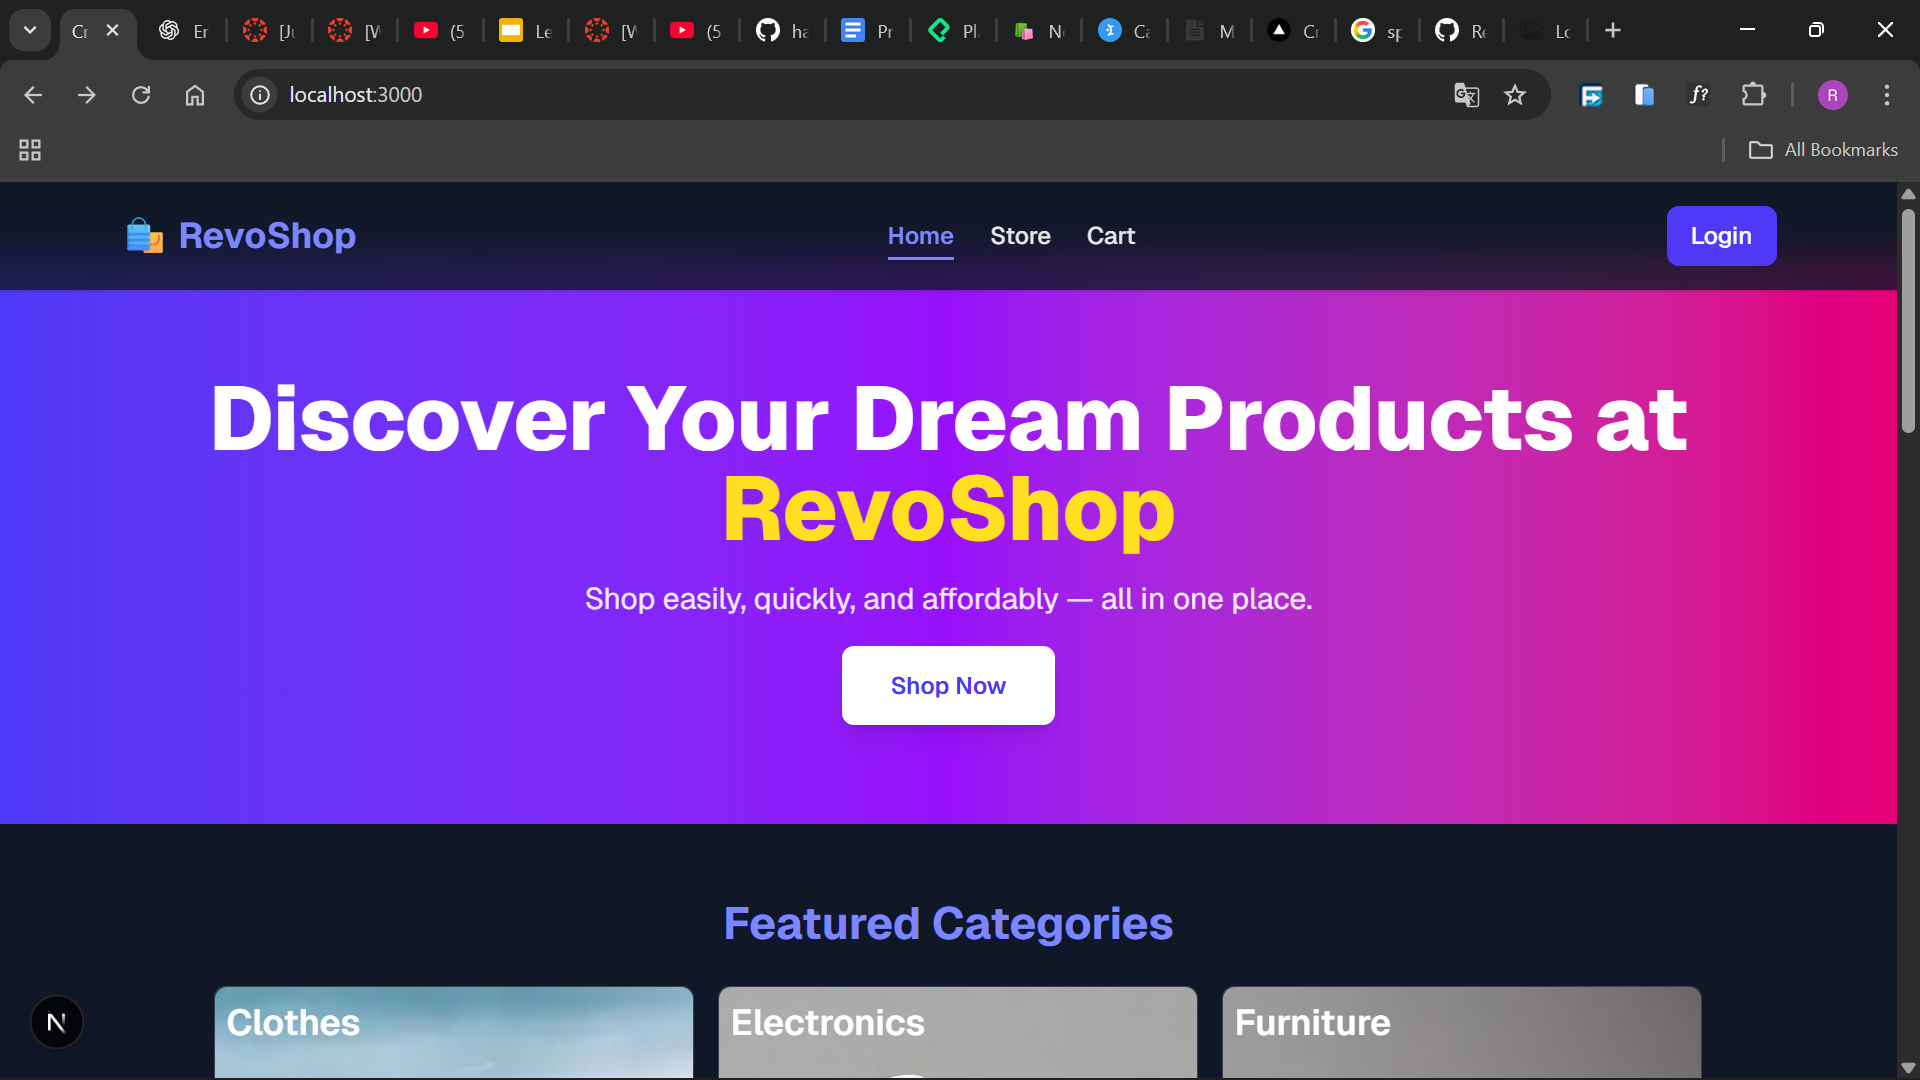 Cr
Er
[Ju
[W
(5
Le
[W
(5
ha
Pr
Pl
Ne
Ca
M
Cr
sp
Re
Lo
localhost:3000
f?
R
All Bookmarks
RevoShop
Home
Store
Cart
Login
Discover Your Dream Products at
RevoShop
Shop easily, quickly, and affordably — all in one place.
Shop Now
Featured Categories
Clothes
Electronics
Furniture
N